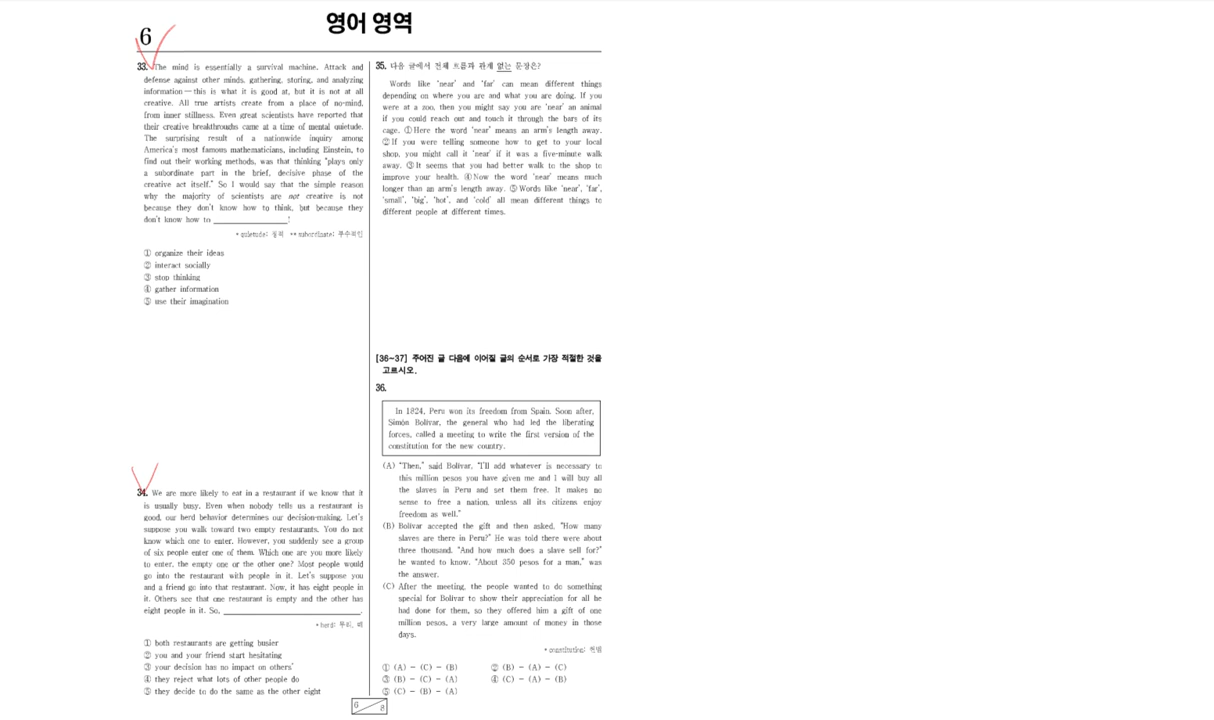 영어 영역
6
33. The mind is essentially a survival machine. Attack and
defense against other minds, gathering, storing, and analyzing
information — this is what it is good at, but it is not at all
creative. All true artists create from a place of no-mind,
from inner stillness. Even great scientists have reported that
their creative breakthroughs came at a time of mental quietude.
The surprising result of a nationwide inquiry among
America's most famous mathematicians, including Einstein, to
find out their working methods, was that thinking "plays only
a subordinate part in the brief, decisive phase of the
creative act itself." So I would say that the simple reason
why the majority of scientists are not creative is not
because they don't know how to think, but because they
don't know how to ______________!
* quietude: 정적 ** subordinate: 부수적인
① organize their ideas
② interact socially
③ stop thinking
④ gather information
⑤ use their imagination
34. We are more likely to eat in a restaurant if we know that it
is usually busy. Even when nobody tells us a restaurant is
good, our herd behavior determines our decision-making. Let's
suppose you walk toward two empty restaurants. You do not
know which one to enter. However, you suddenly see a group
of six people enter one of them. Which one are you more likely
to enter, the empty one or the other one? Most people would
go into the restaurant with people in it. Let's suppose you
and a friend go into that restaurant. Now, it has eight people in
it. Others see that one restaurant is empty and the other has
eight people in it. So, ______________.
* herd: 무리, 떼
① both restaurants are getting busier
② you and your friend start hesitating
③ your decision has no impact on others'
④ they reject what lots of other people do
⑤ they decide to do the same as the other eight
35. 다음 글에서 전체 흐름과 관계 없는 문장은?
Words like 'near' and 'far' can mean different things
depending on where you are and what you are doing. If you
were at a zoo, then you might say you are 'near' an animal
if you could reach out and touch it through the bars of its
cage. ① Here the word 'near' means an arm's length away.
② If you were telling someone how to get to your local
shop, you might call it 'near' if it was a five-minute walk
away. ③ It seems that you had better walk to the shop to
improve your health. ④ Now the word 'near' means much
longer than an arm's length away. ⑤ Words like 'near', 'far',
'small', 'big', 'hot', and 'cold' all mean different things to
different people at different times.
[36~37] 주어진 글 다음에 이어질 글의 순서로 가장 적절한 것을
고르시오.
36.
In 1824, Peru won its freedom from Spain. Soon after,
Simón Bolívar, the general who had led the liberating
forces, called a meeting to write the first version of the
constitution for the new country.
(A) "Then," said Bolívar, "I'll add whatever is necessary to
this million pesos you have given me and I will buy all
the slaves in Peru and set them free. It makes no
sense to free a nation, unless all its citizens enjoy
freedom as well."
(B) Bolívar accepted the gift and then asked, "How many
slaves are there in Peru?" He was told there were about
three thousand. "And how much does a slave sell for?"
he wanted to know. "About 350 pesos for a man," was
the answer.
(C) After the meeting, the people wanted to do something
special for Bolívar to show their appreciation for all he
had done for them, so they offered him a gift of one
million pesos, a very large amount of money in those
days.
* constitution: 헌법
① (A) - (C) - (B) ② (B) - (A) - (C)
③ (B) - (C) - (A) ④ (C) - (A) - (B)
⑤ (C) - (B) - (A)
6 8